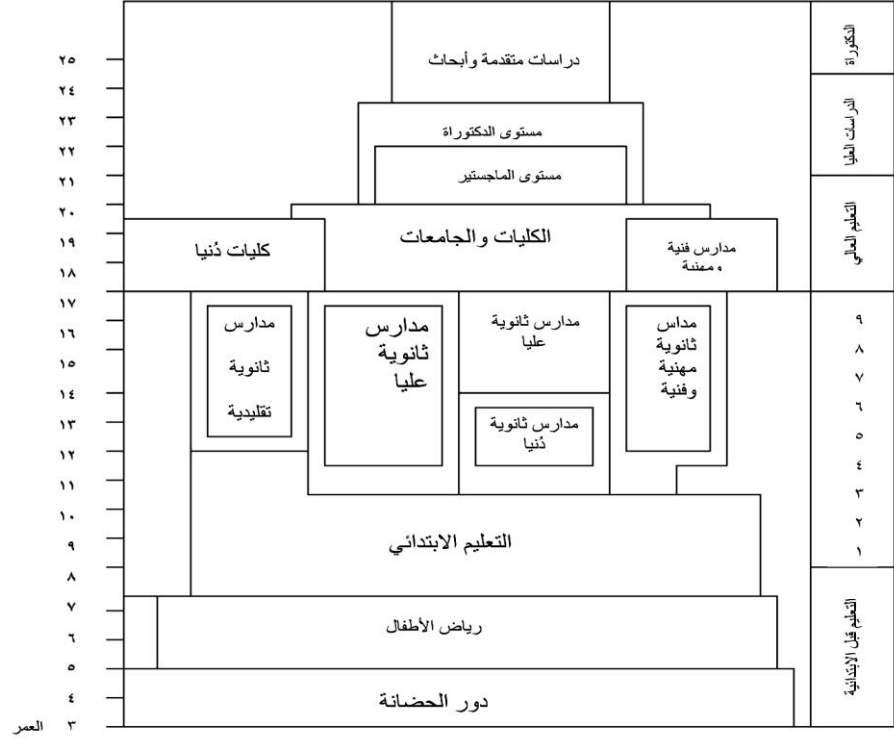 دراسات متقدمة وأبحاث
مستوى الدكتوراة
مستوى الماجستير
الكليات والجامعات
مدارس فنية
ومهنية
كليات دُنيا
مداس
ثانوية
مهنية
وفنية
مدارس ثانوية
عليا
مدارس ثانوية
دُنيا
مدارس
ثانوية
عليا
مدارس
ثانوية
تقليدية
التعليم الابتدائي
رياض الأطفال
دور الحضانة
الدكتوراة
الدراسات العليا
التعليم العالي
٩
٨
٧
٦
٥
٤
٣
٢
١
التعليم قبل الابتدائية
٢٥
٢٤
٢٣
٢٢
٢١
٢٠
١٩
١٨
١٧
١٦
١٥
١٤
١٣
١٢
١١
١٠
٩
٨
٧
٦
٥
٤
٣ العمر